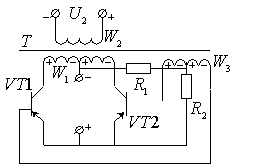 − U₂ +
T
W₂
VT1
W₁
−
R₁
W₃
R₂
+
VT2